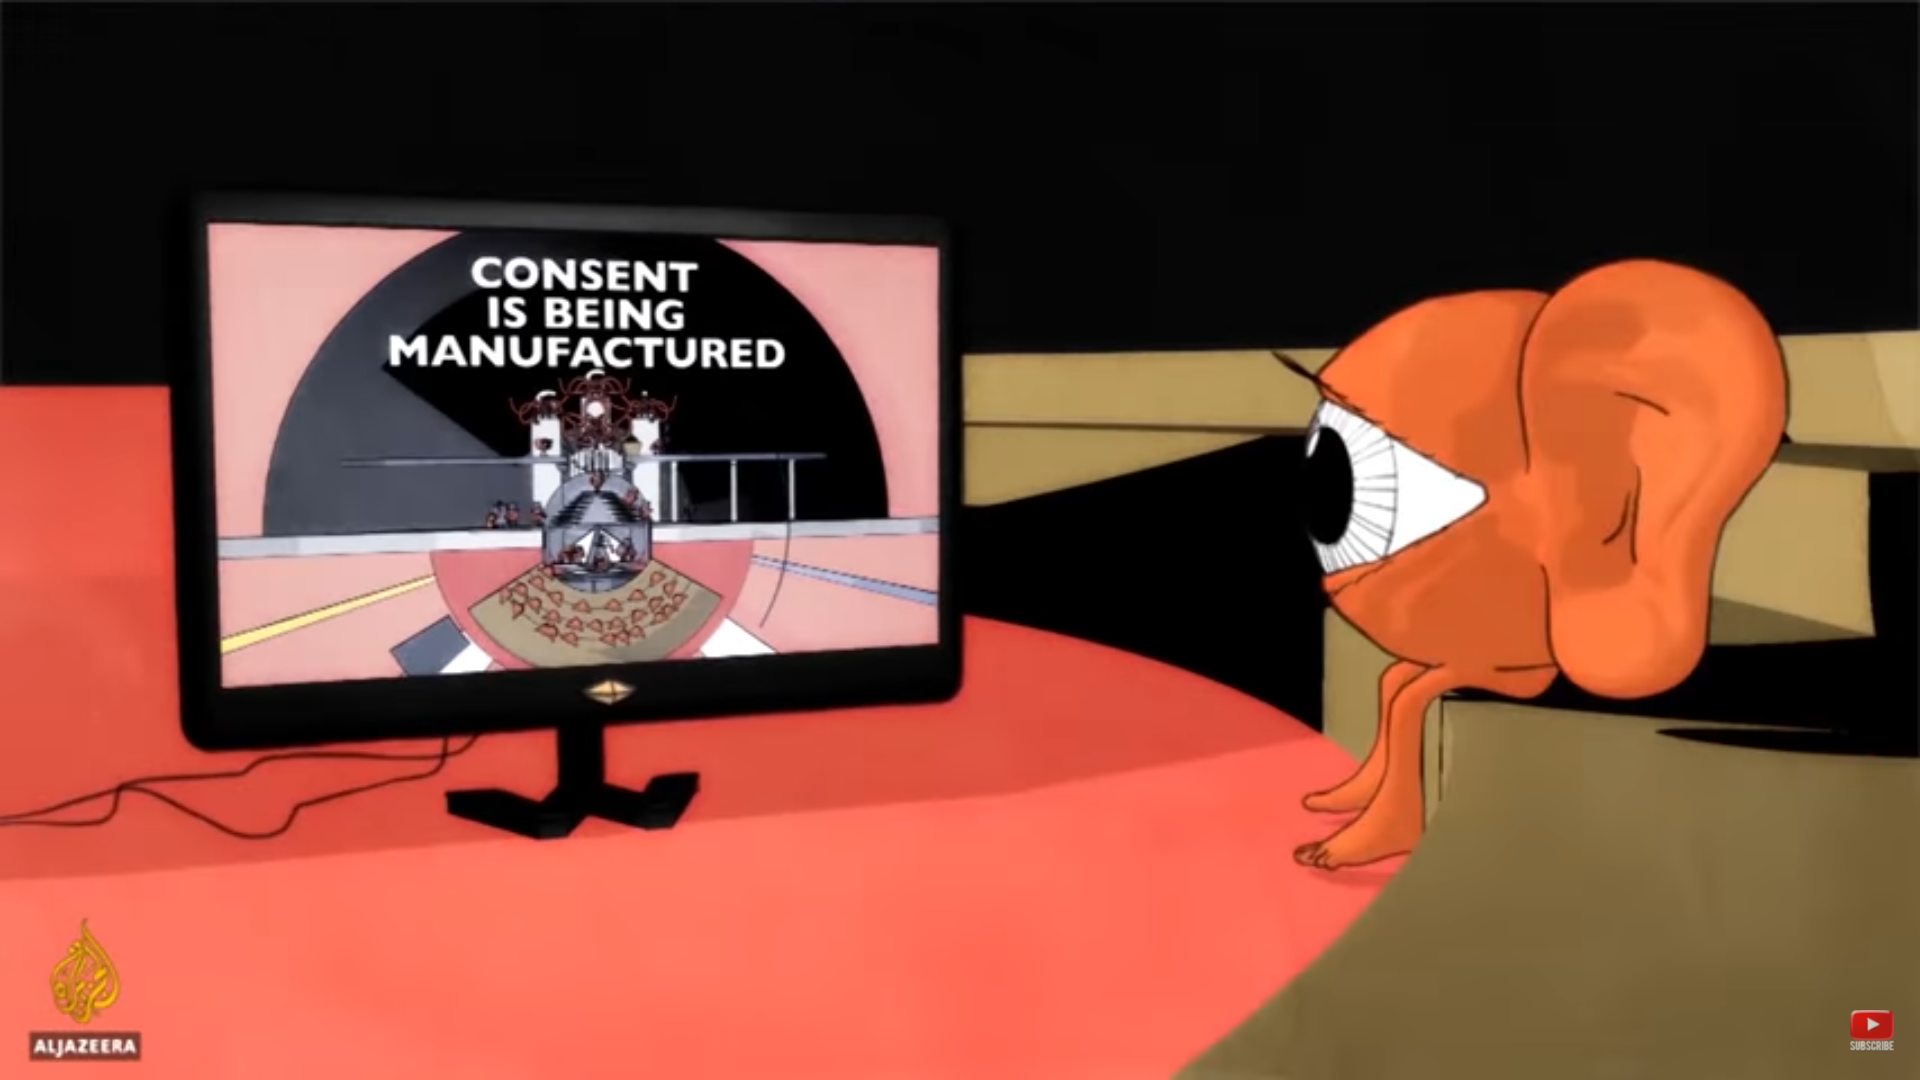 CONSENT
IS BEING
MANUFACTURED
ALJAZEERA
SUBSCRIBE